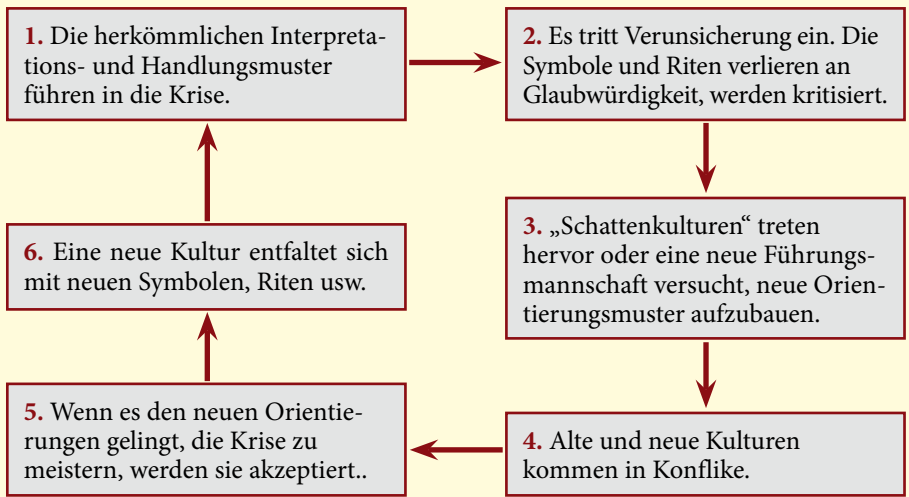 1. Die herkömmlichen Interpreta-
tions- und Handlungsmuster
führen in die Krise.
2. Es tritt Verunsicherung ein. Die
Symbole und Riten verlieren an
Glaubwürdigkeit, werden kritisiert.
3. „Schattenkulturen“ treten
hervor oder eine neue Führungs-
mannschaft versucht, neue Orien-
tierungsmuster aufzubauen.
4. Alte und neue Kulturen
kommen in Konflike.
5. Wenn es den neuen Orientie-
rungen gelingt, die Krise zu
meistern, werden sie akzeptiert..
6. Eine neue Kultur entfaltet sich
mit neuen Symbolen, Riten usw.